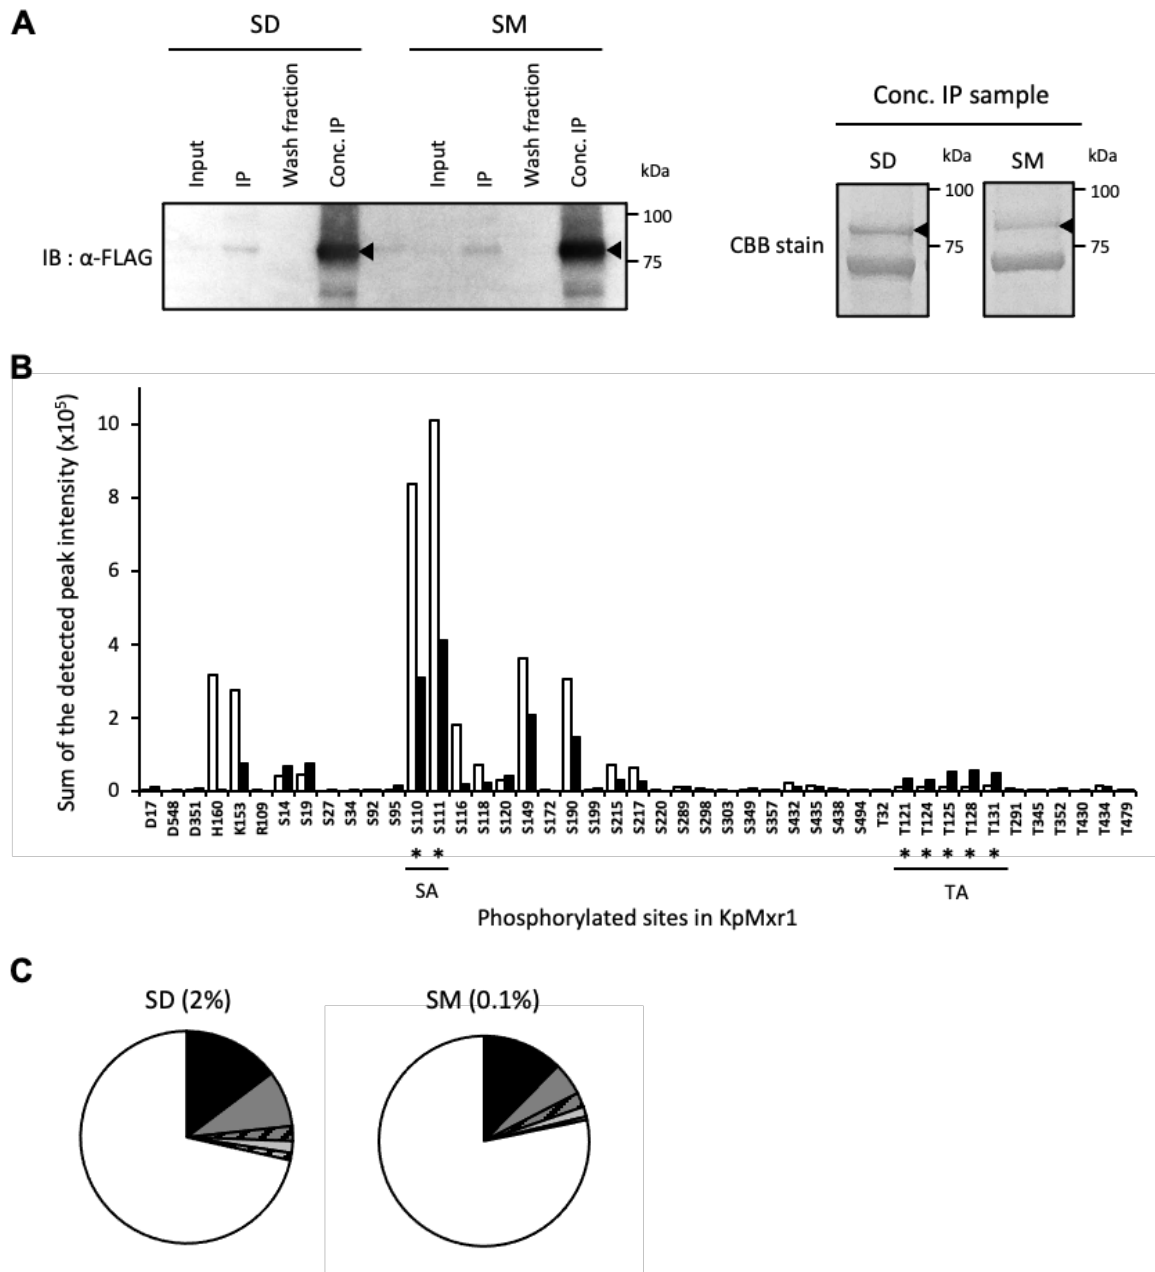 A
SD
SM
Input
IP
Wash fraction
Conc. IP
Input
IP
Wash fraction
Conc. IP
kDa
100
75
IB : α-FLAG
Conc. IP sample
SD
kDa
SM
kDa
100
75
100
75
CBB stain
B
Sum of the detected peak intensity (x10⁵)
10
8
6
4
2
0
D17
D548
D351
H160
K153
R109
S14
S19
S27
S34
S92
S95
S110
S111
S116
S118
S120
S149
S172
S190
S199
S215
S217
S220
S289
S298
S303
S349
S357
S432
S435
S438
S494
T32
T121
T124
T125
T128
T131
T291
T345
T352
T430
T434
T479
* *
* * * * *
SA
TA
Phosphorylated sites in KpMxr1
C
SD (2%)
SM (0.1%)